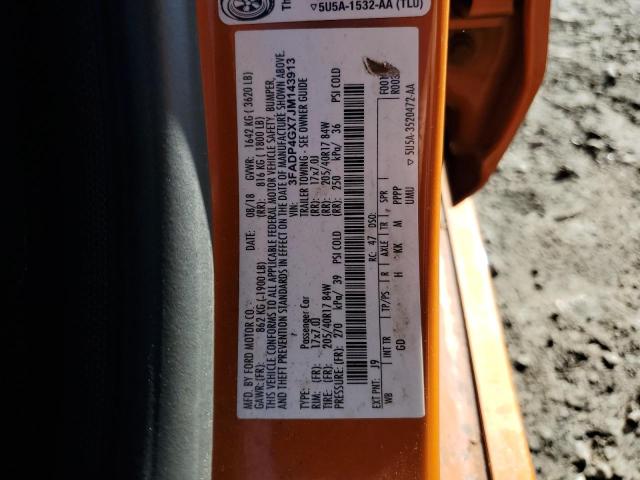 Th
▽5U5A-1532-AA (TLU)
MFD. BY FORD MOTOR CO. DATE: 08/18 GVWR: 1642 KG ( 3620 LB)
GAWR: (FR): 862 KG ( 1900 LB) (RR): 816 KG ( 1800 LB)
THIS VEHICLE CONFORMS TO ALL APPLICABLE FEDERAL MOTOR VEHICLE SAFETY, BUMPER,
AND THEFT PREVENTION STANDARDS IN EFFECT ON THE DATE OF MANUFACTURE SHOWN ABOVE.
VIN: 3FADP4GX7JM143913
TYPE: Passenger Car TRAILER TOWING - SEE OWNER GUIDE
RIM: (FR): 17x7.0J (RR): 17x7.0J
TIRE: (FR): 205/40R17 84W (RR): 205/40R17 84W
PRESSURE: (FR): 270 kPa/ 39 PSI COLD (RR): 250 kPa/ 36 PSI COLD
EXT PNT: J9 RC: 47 DSO:
WB INT TR TP/PS R AXLE TR SPR
GD H KK M PPPP
UMU
▽ 5U5A-3520472-AA